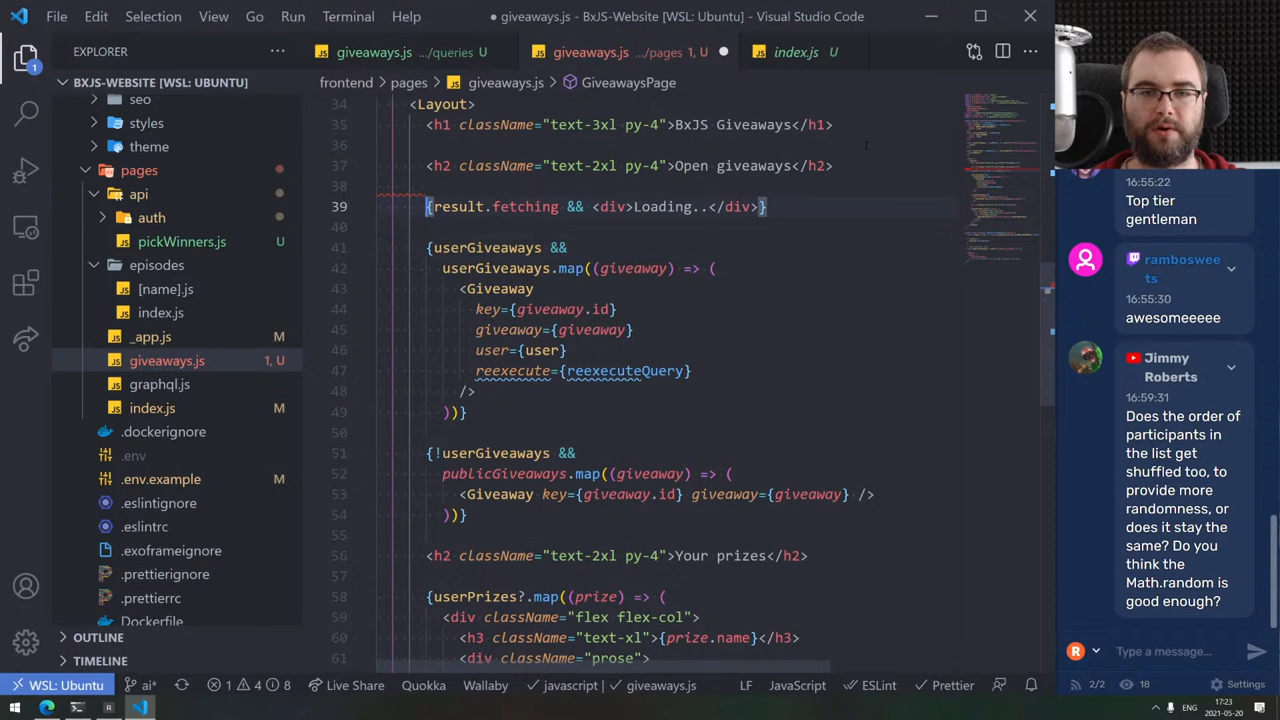 File Edit Selection View Go Run Terminal Help
● giveaways.js - BxJS-Website [WSL: Ubuntu] - Visual Studio Code
EXPLORER
giveaways.js .../queries U
giveaways.js .../pages 1, U
index.js U
BXJS-WEBSITE [WSL: UBUNTU]
frontend > pages > giveaways.js > GiveawaysPage
seo
styles
theme
pages
api
auth
pickWinners.js U
episodes
[name].js
index.js
_app.js M
giveaways.js 1, U
graphql.js
index.js M
.dockerignore
.env
.env.example M
.eslintignore
.eslintrc
.exoframeignore
.prettierignore
.prettierrc
Dockerfile
OUTLINE
TIMELINE
34 <Layout>
35 <h1 className="text-3xl py-4">BxJS Giveaways</h1>
36
37 <h2 className="text-2xl py-4">Open giveaways</h2>
38
39 {result.fetching && <div>Loading..</div>}
40
41 {userGiveaways &&
42 userGiveaways.map((giveaway) => (
43 <Giveaway
44 key={giveaway.id}
45 giveaway={giveaway}
46 user={user}
47 reexecute={reexecuteQuery}
48 />
49 ))}
50
51 {!userGiveaways &&
52 publicGiveaways.map((giveaway) => (
53 <Giveaway key={giveaway.id} giveaway={giveaway} />
54 ))}
55
56 <h2 className="text-2xl py-4">Your prizes</h2>
57
58 {userPrizes?.map((prize) => (
59 <div className="flex flex-col">
60 <h3 className="text-xl">{prize.name}</h3>
61 <div className="prose">
16:55:22
Top tier
gentleman
ramboswee
ts
16:55:30
awesomeeeee
Jimmy
Roberts
16:59:31
Does the order of
participants in
the list get
shuffled too, to
provide more
randomness, or
does it stay the
same? Do you
think the
Math.random is
good enough?
R Type a message...
2/2 18 Settings
WSL: Ubuntu ai* 1 4 8 Live Share Quokka Wallaby javascript | giveaways.js LF JavaScript ESLint Prettier
ENG 17:23
2021-05-20